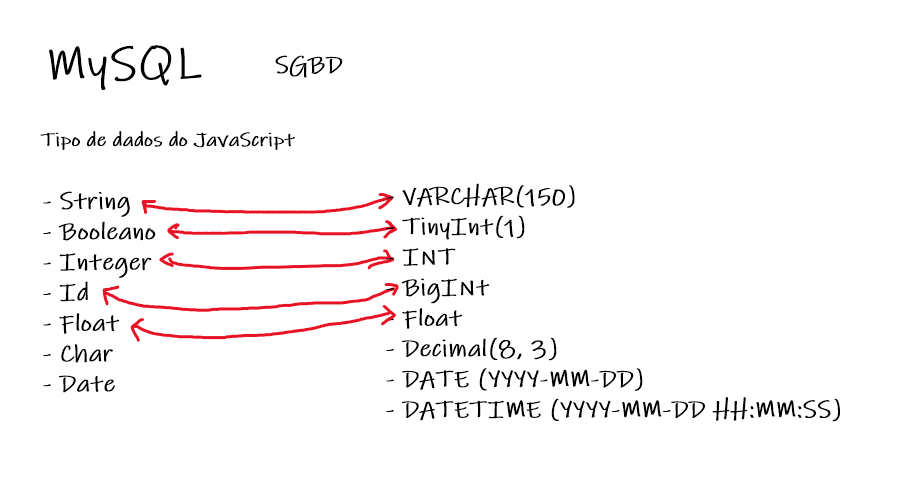 MySQL SGBD
Tipo de dados do JavaScript
- String
- Booleano
- Integer
- Id
- Float
- Char
- Date
- VARCHAR(150)
- TinyInt(1)
- INT
- BigINt
- Float
- Decimal(8, 3)
- DATE (YYYY-MM-DD)
- DATETIME (YYYY-MM-DD HH:MM:SS)